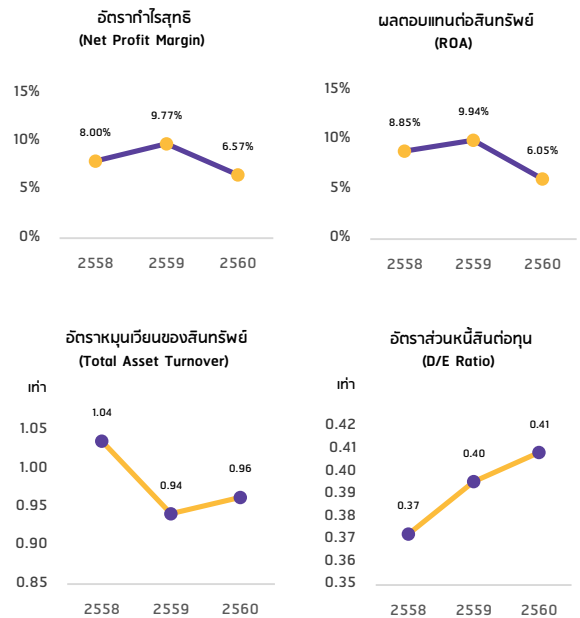 อัตรากำไรสุทธิ
(Net Profit Margin)
15%
10%
5%
0%
8.00%
9.77%
6.57%
2558 2559 2560
ผลตอบแทนต่อสินทรัพย์
(ROA)
15%
10%
5%
0%
8.85%
9.94%
6.05%
2558 2559 2560
อัตราหมุนเวียนของสินทรัพย์
(Total Asset Turnover)
เท่า
1.05
1.00
0.95
0.90
0.85
1.04
0.94
0.96
2558 2559 2560
อัตราส่วนหนี้สินต่อทุน
(D/E Ratio)
เท่า
0.42
0.41
0.40
0.39
0.38
0.37
0.36
0.35
0.37
0.40
0.41
2558 2559 2560